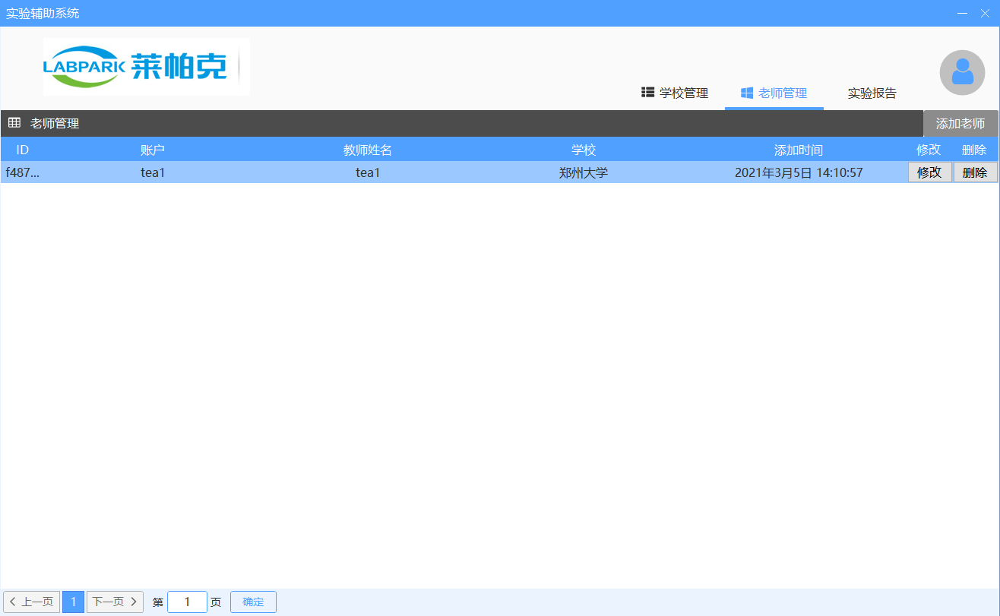 实验辅助系统
LABPARK 莱帕克
学校管理 老师管理 实验报告
老师管理 添加老师
ID 账户 教师姓名 学校 添加时间 修改 删除
f487... tea1 tea1 郑州大学 2021年3月5日 14:10:57 修改 删除
上一页 1 下一页 第 1 页 确定